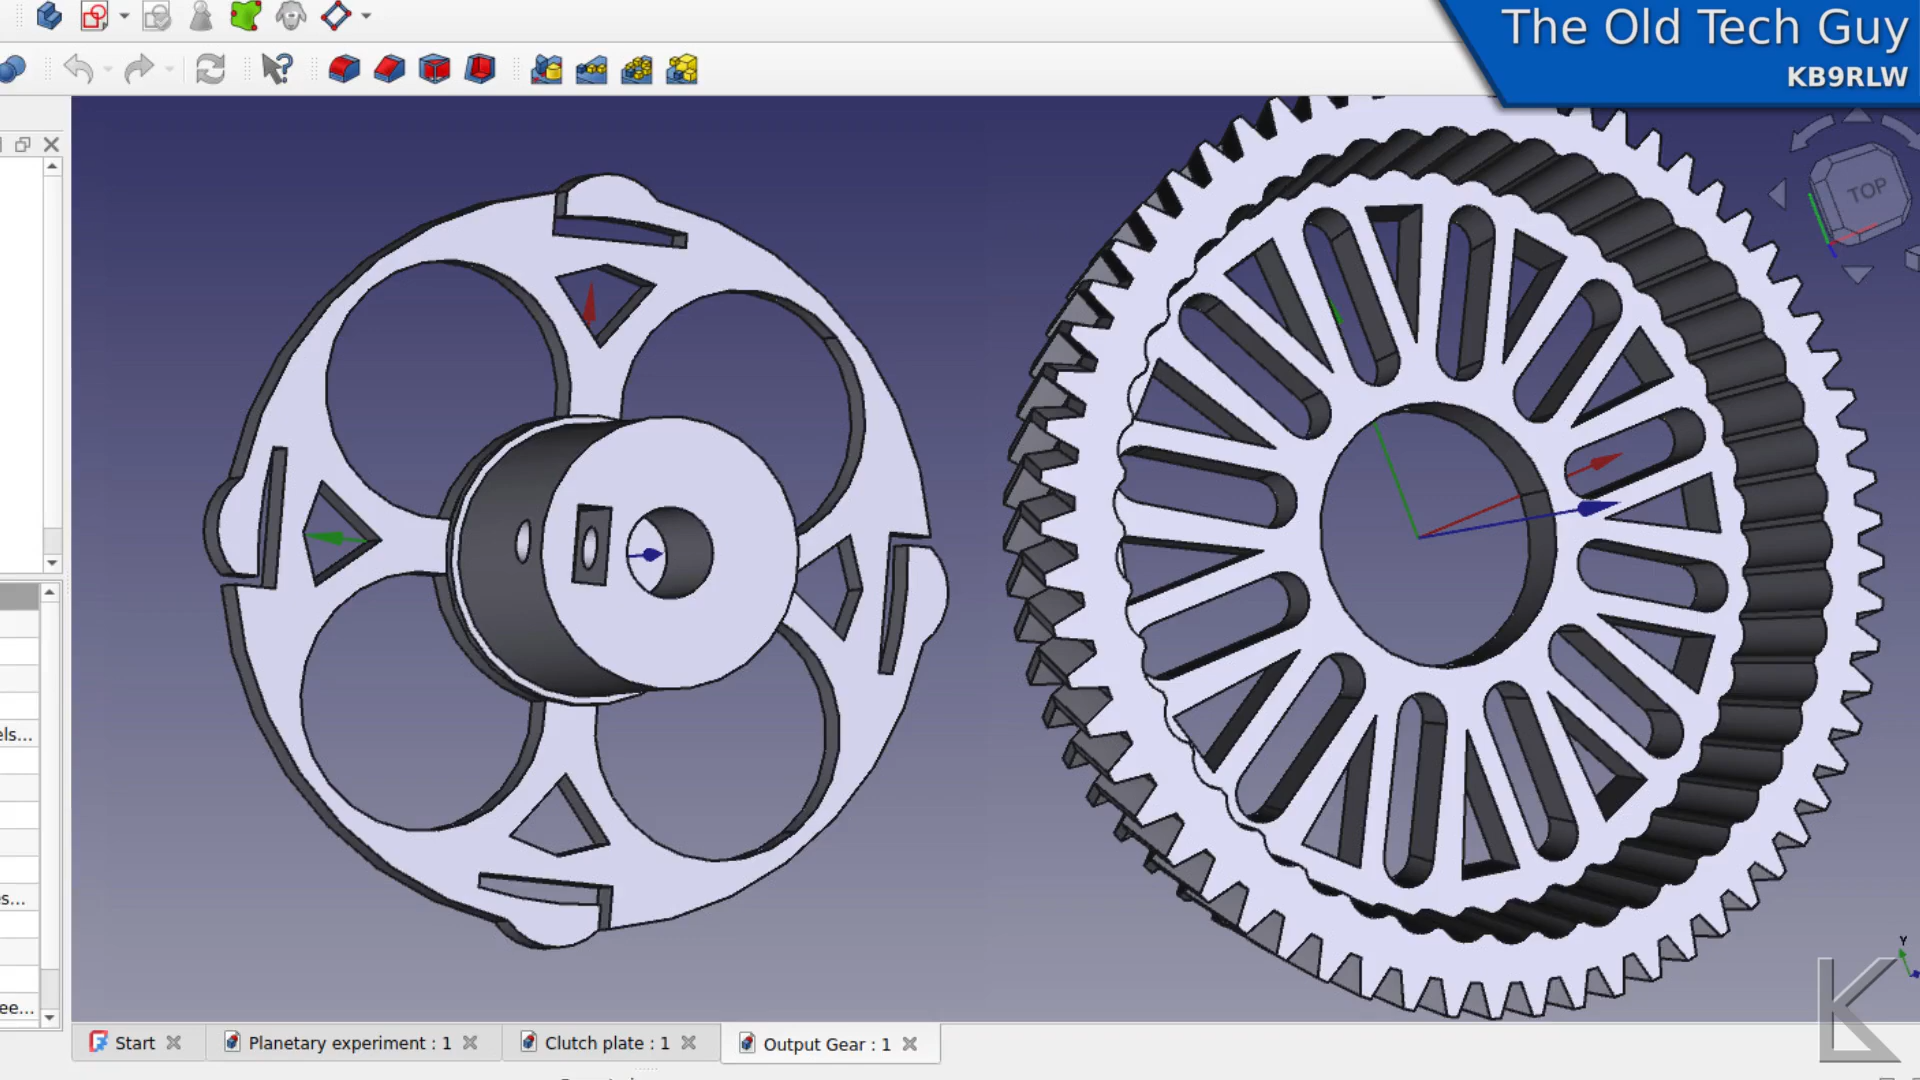 The Old Tech Guy
KB9RLW
TOP
els...
s...
ee...
Y
Start
Planetary experiment : 1
Clutch plate : 1
Output Gear : 1
K